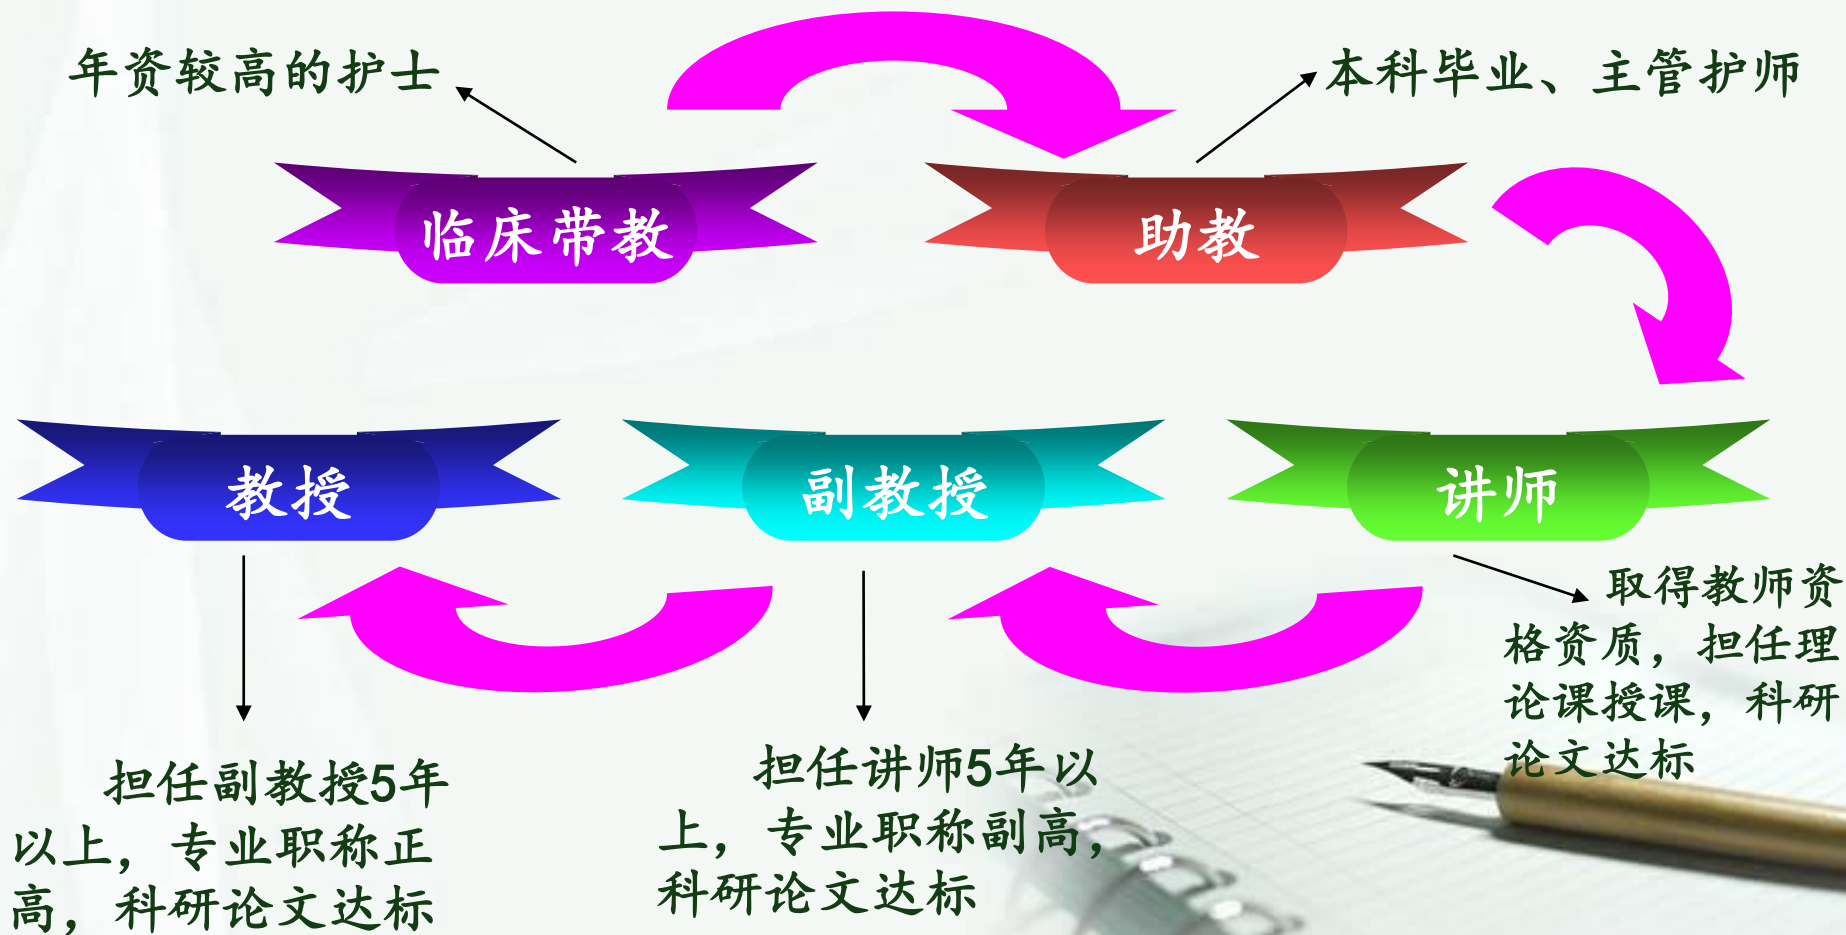 年资较高的护士
本科毕业、主管护师
临床带教
助教
教授
副教授
讲师
取得教师资
格资质，担任理
论课授课，科研
论文达标
担任讲师5年以
上，专业职称副高，
科研论文达标
担任副教授5年
以上，专业职称正
高，科研论文达标